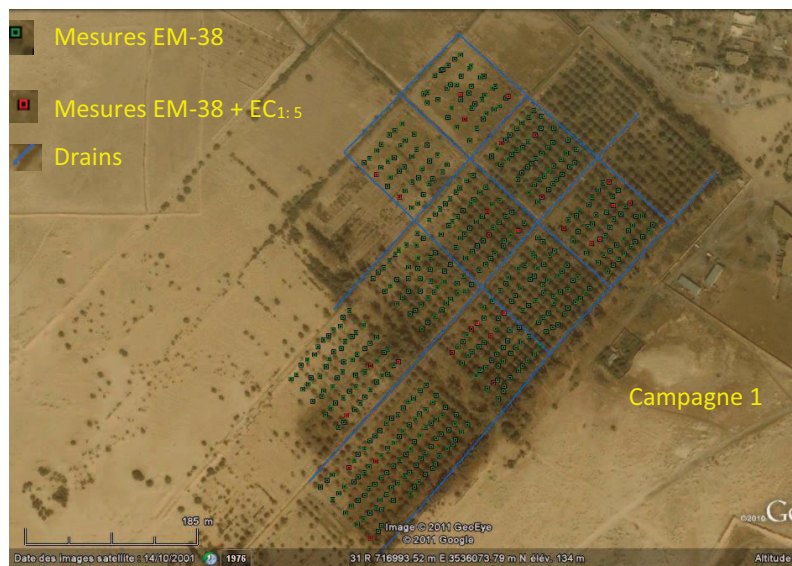 Mesures EM-38
Mesures EM-38 + EC1: 5
Drains
Campagne 1
185 m
Image © 2011 GeoEye
© 2011 Google
©2010
Date des images satellite : 14/10/2001 1976 31 R 716993.52 m E 3536073.79 m N élév. 134 m Altitude